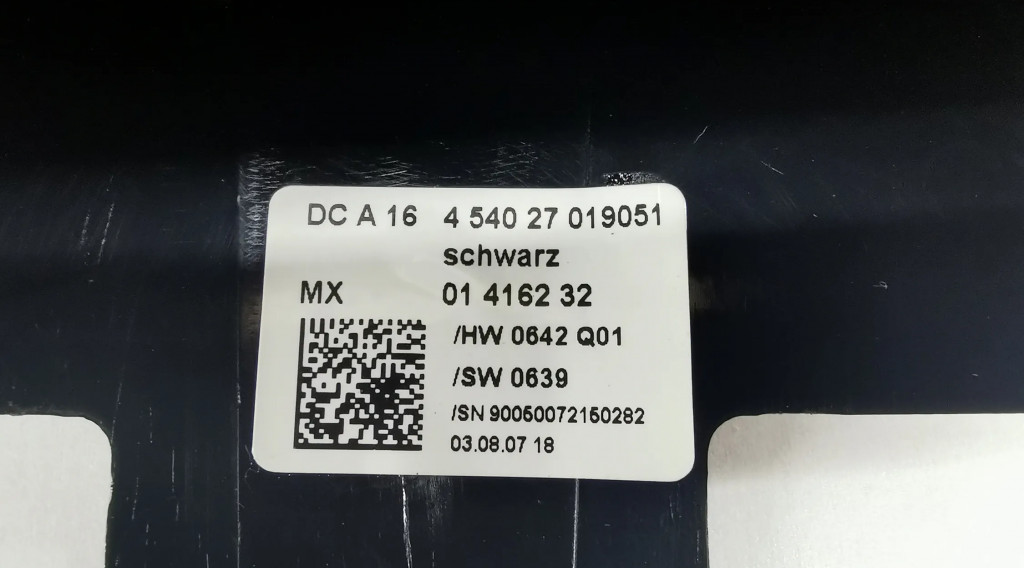 DC A 16 4 540 27 019051
schwarz
MX 01 4162 32
/HW 0642 Q01
/SW 0639
/SN 90050072150282
03.08.07 18